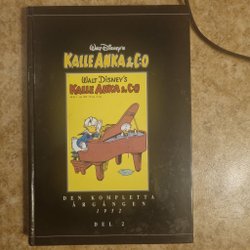 Walt Disney's
KALLE ANKA & C:O
WALT DISNEY'S
KALLE ANKA & C:O
DEN KOMPLETTA
ÅRGÅNGEN
1952
DEL 2